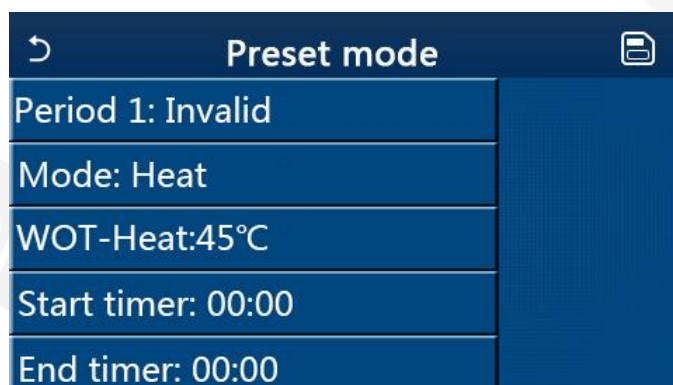 Preset mode
Period 1: Invalid
Mode: Heat
WOT-Heat:45℃
Start timer: 00:00
End timer: 00:00